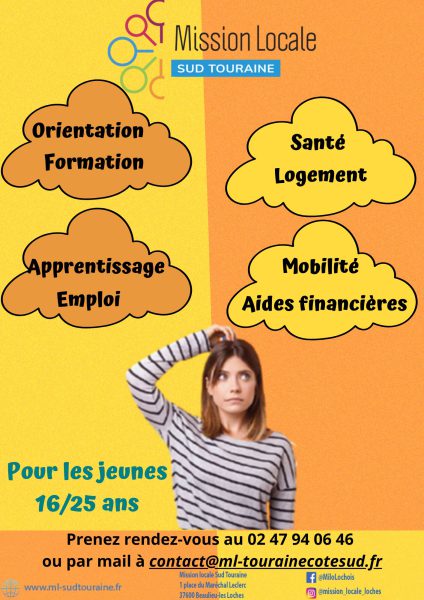 Mission Locale
SUD TOURAINE
Orientation
Formation
Santé
Logement
Apprentissage
Emploi
Mobilité
Aides financières
Pour les jeunes
16/25 ans
Prenez rendez-vous au 02 47 94 06 46
ou par mail à contact@ml-tourainecotesud.fr
www.ml-sudtouraine.fr
Mission locale Sud Touraine
1 place du Maréchal Leclerc
37600 Beaulieu-les Loches
@MiloLochois
@mission_locale_loches